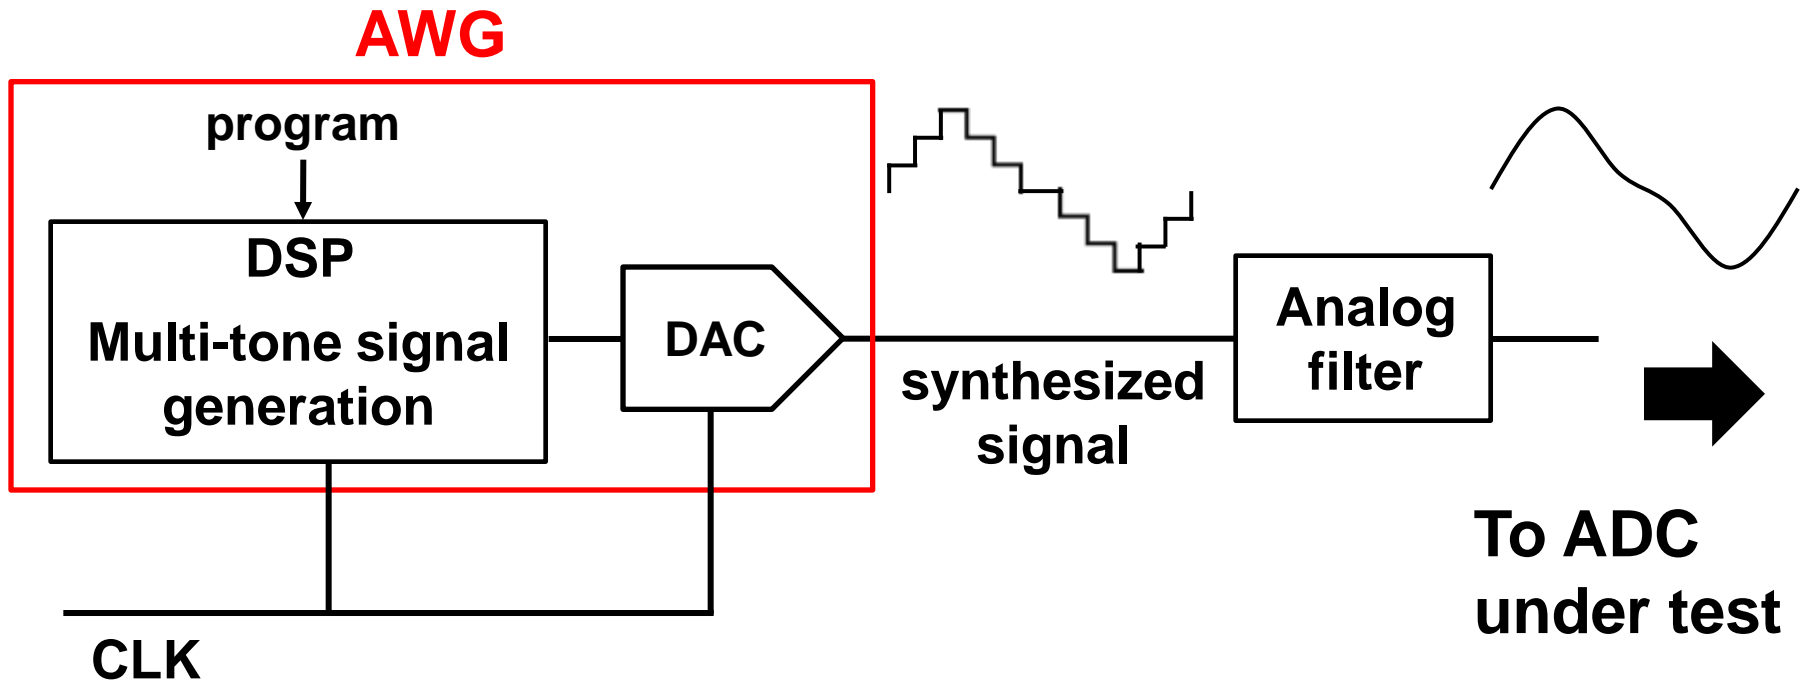 AWG
program
DSP
Multi-tone signal
generation
DAC
synthesized
signal
Analog
filter
To ADC
under test
CLK